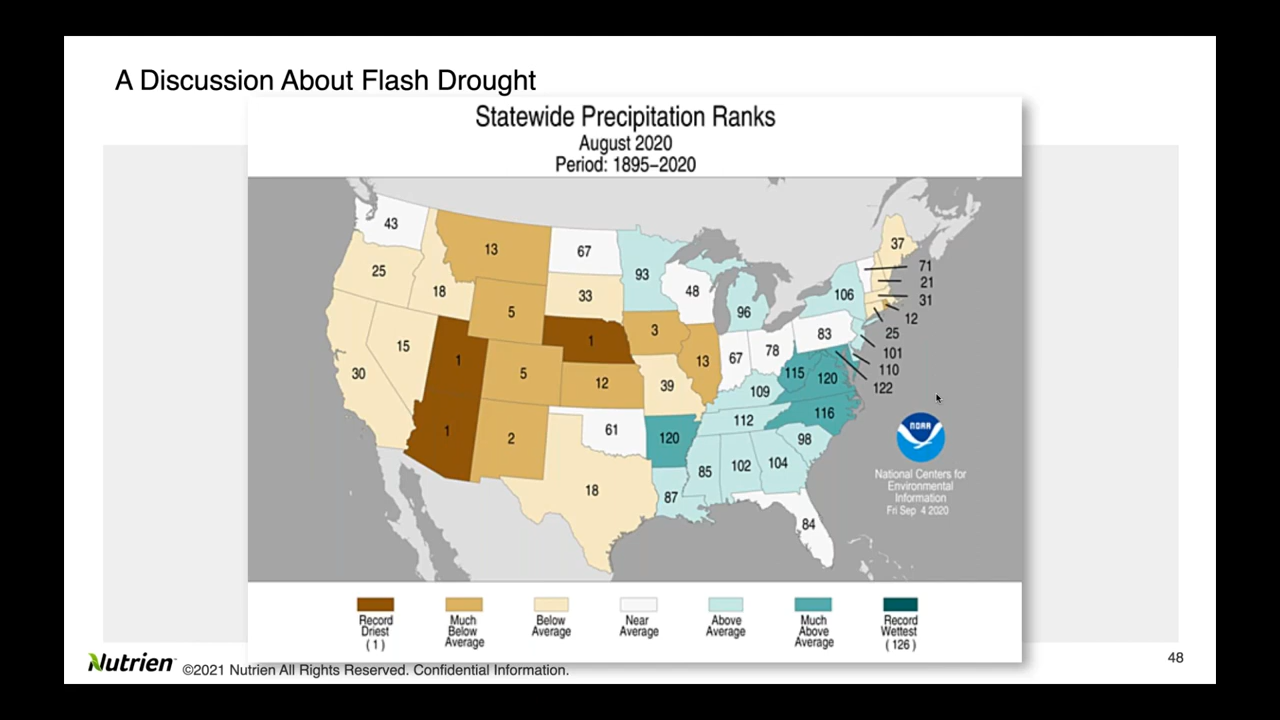 A Discussion About Flash Drought
Statewide Precipitation Ranks
August 2020
Period: 1895–2020
43
13
67
93
48
96
106
37
71
21
31
12
25
101
110
122
25
18
5
33
1
3
13
67
78
83
115
120
30
15
1
5
12
39
109
112
116
1
2
61
120
85
102
104
98
18
87
84
NOAA
National Centers for
Environmental
Information
Fri Sep 4 2020
Record
Driest
(1)
Much
Below
Average
Below
Average
Near
Average
Above
Average
Much
Above
Average
Record
Wettest
(126)
Nutrien
©2021 Nutrien All Rights Reserved. Confidential Information.
48